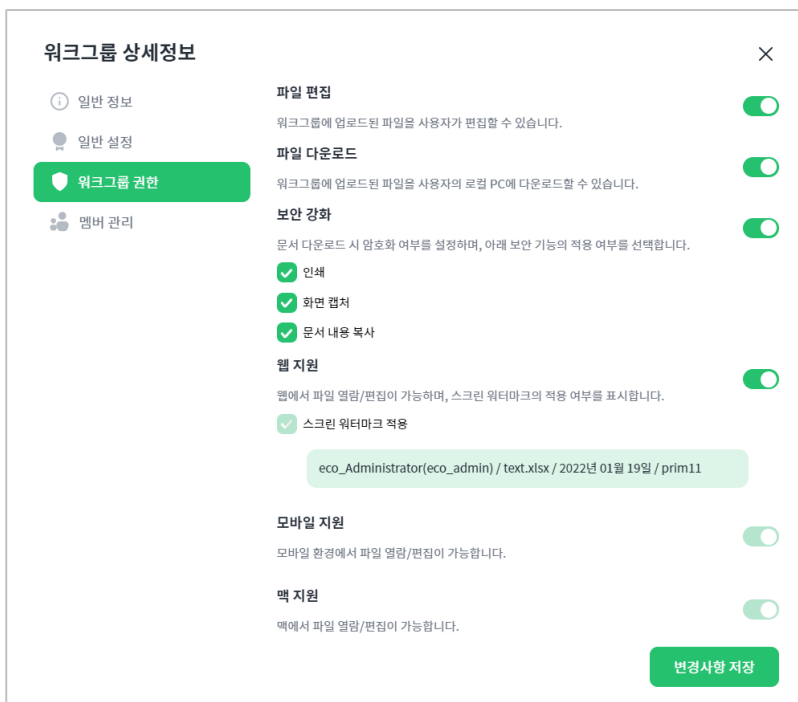 워크그룹 상세정보
일반 정보
일반 설정
워크그룹 권한
멤버 관리
파일 편집
워크그룹에 업로드된 파일을 사용자가 편집할 수 있습니다.
파일 다운로드
워크그룹에 업로드된 파일을 사용자의 로컬 PC에 다운로드할 수 있습니다.
보안 강화
문서 다운로드 시 암호화 여부를 설정하며, 아래 보안 기능의 적용 여부를 선택합니다.
인쇄
화면 캡처
문서 내용 복사
웹 지원
웹에서 파일 열람/편집이 가능하며, 스크린 워터마크의 적용 여부를 표시합니다.
스크린 워터마크 적용
eco_Administrator(eco_admin) / text.xlsx / 2022년 01월 19일 / prim11
모바일 지원
모바일 환경에서 파일 열람/편집이 가능합니다.
맥 지원
맥에서 파일 열람/편집이 가능합니다.
변경사항 저장